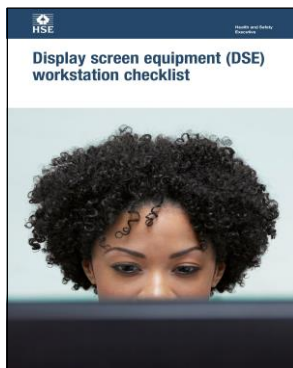 HSE
Health and Safety
Executive
Display screen equipment (DSE)
workstation checklist